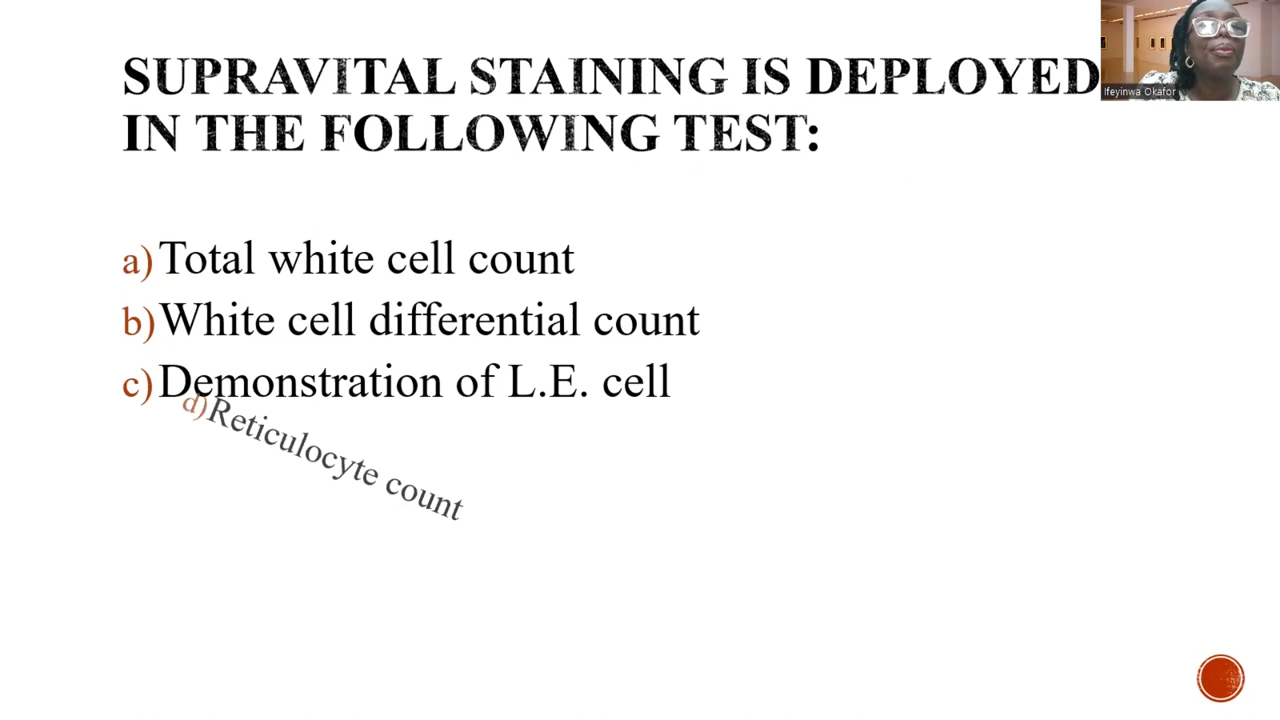 SUPRAVITAL STAINING IS DEPLOYED
IN THE FOLLOWING TEST:
Ifeyinwa Okafor
a) Total white cell count
b) White cell differential count
c) Demonstration of L.E. cell
d) Reticulocyte count